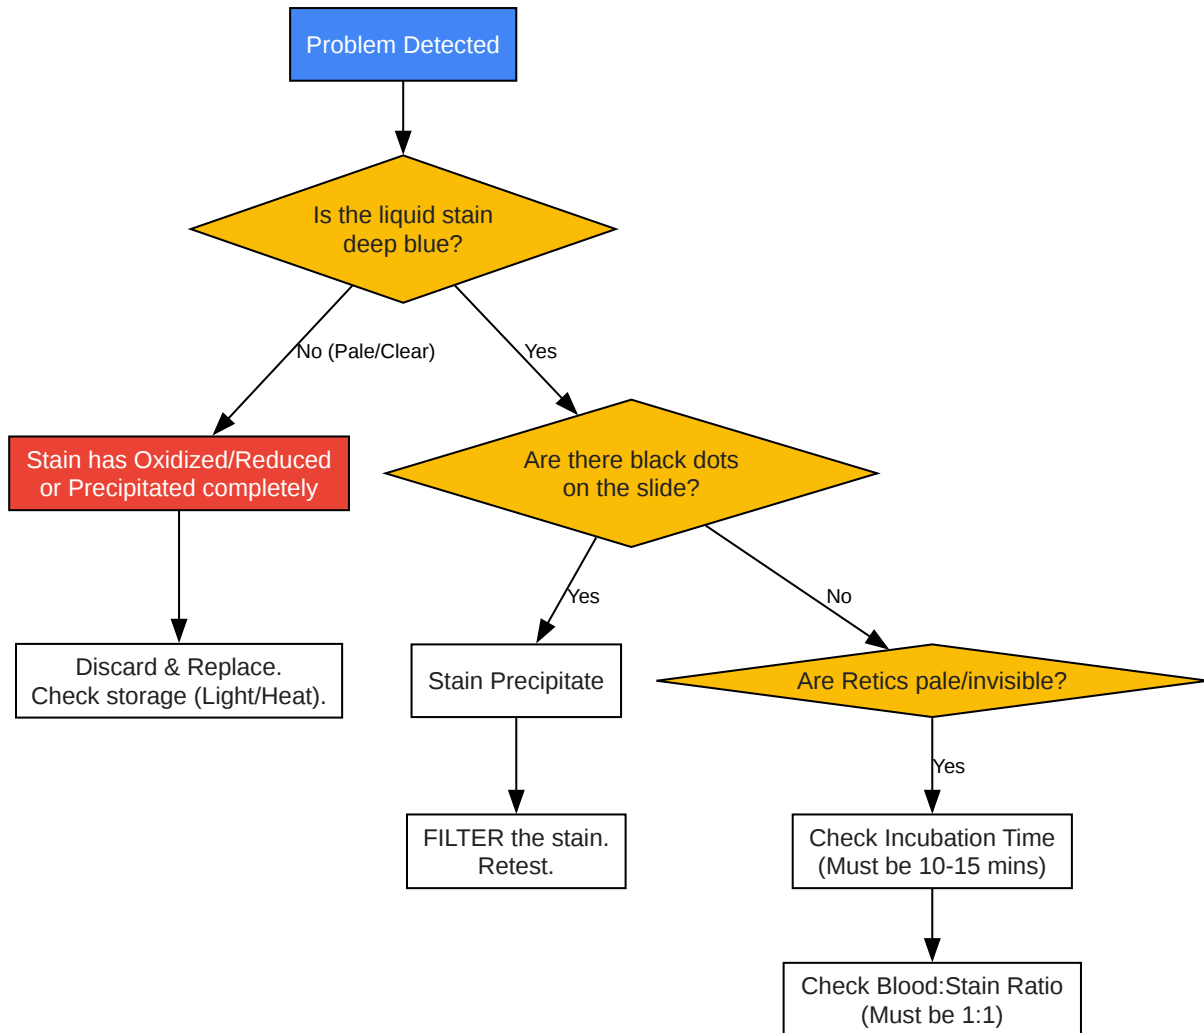 Problem Detected
Is the liquid stain
deep blue?
No (Pale/Clear)
Yes
Stain has Oxidized/Reduced
or Precipitated completely
Are there black dots
on the slide?
Yes
No
Discard & Replace.
Check storage (Light/Heat).
Stain Precipitate
Are Retics pale/invisible?
Yes
FILTER the stain.
Retest.
Check Incubation Time
(Must be 10-15 mins)
Check Blood:Stain Ratio
(Must be 1:1)